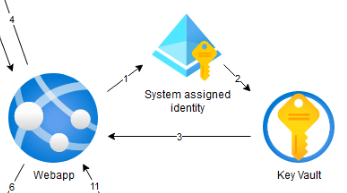 4
1
2
System assigned
identity
3
Webapp
Key Vault
6
11